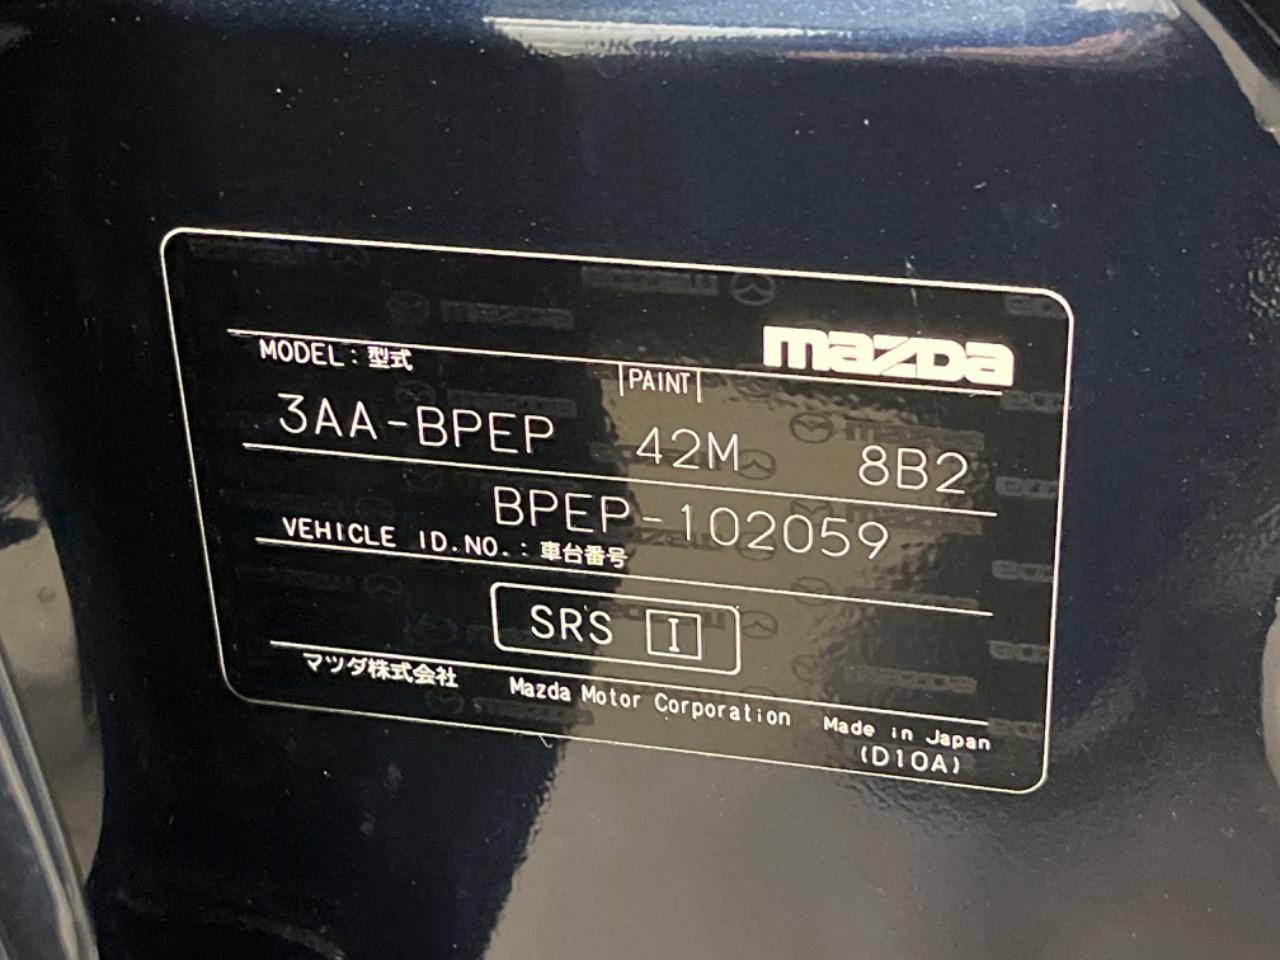 mazda
MODEL : 型式
PAINT
3AA-BPEP 42M 8B2
BPEP-102059
VEHICLE ID.NO. : 車台番号
SRS I
マツダ株式会社 Mazda Motor Corporation Made in Japan
(D10A)